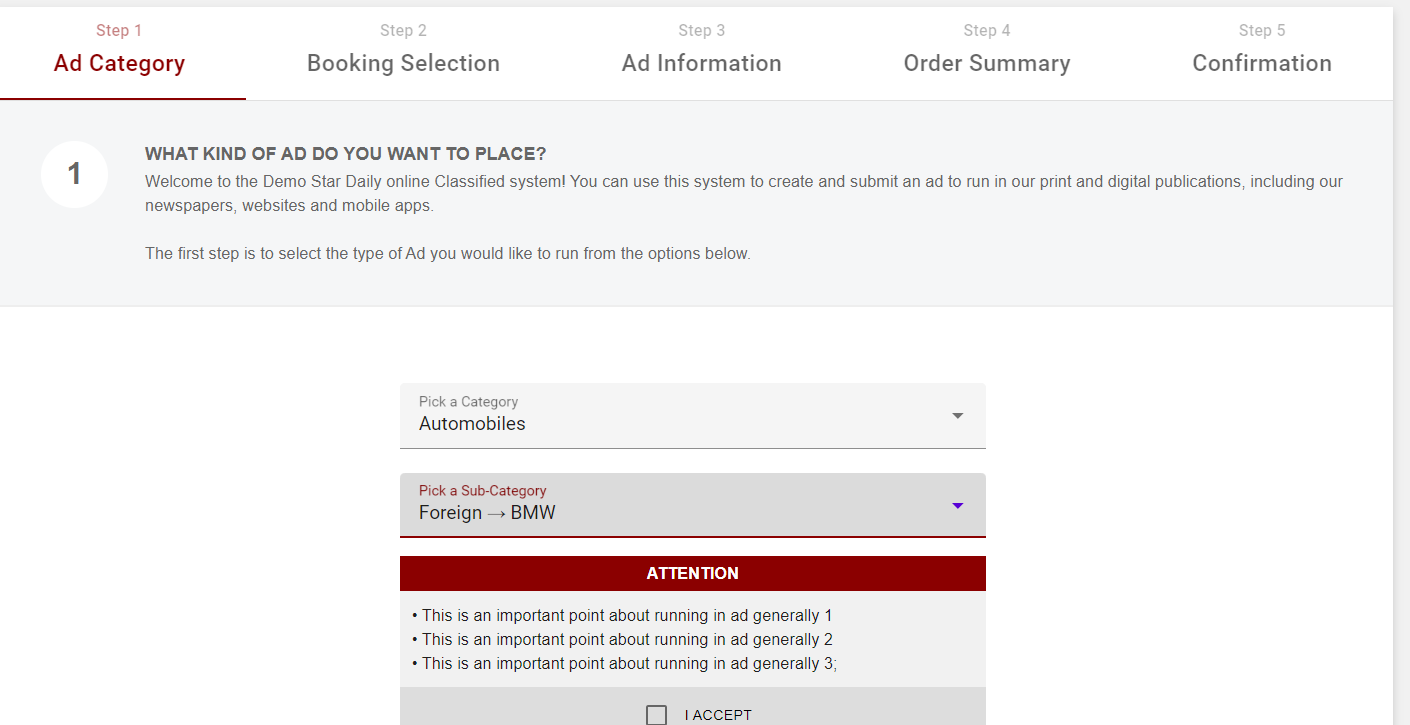 Step 1
Ad Category
Step 2
Booking Selection
Step 3
Ad Information
Step 4
Order Summary
Step 5
Confirmation
1
WHAT KIND OF AD DO YOU WANT TO PLACE?
Welcome to the Demo Star Daily online Classified system! You can use this system to create and submit an ad to run in our print and digital publications, including our
newspapers, websites and mobile apps.
The first step is to select the type of Ad you would like to run from the options below.
Pick a Category
Automobiles
Pick a Sub-Category
Foreign → BMW
ATTENTION
• This is an important point about running in ad generally 1
• This is an important point about running in ad generally 2
• This is an important point about running in ad generally 3;
I ACCEPT